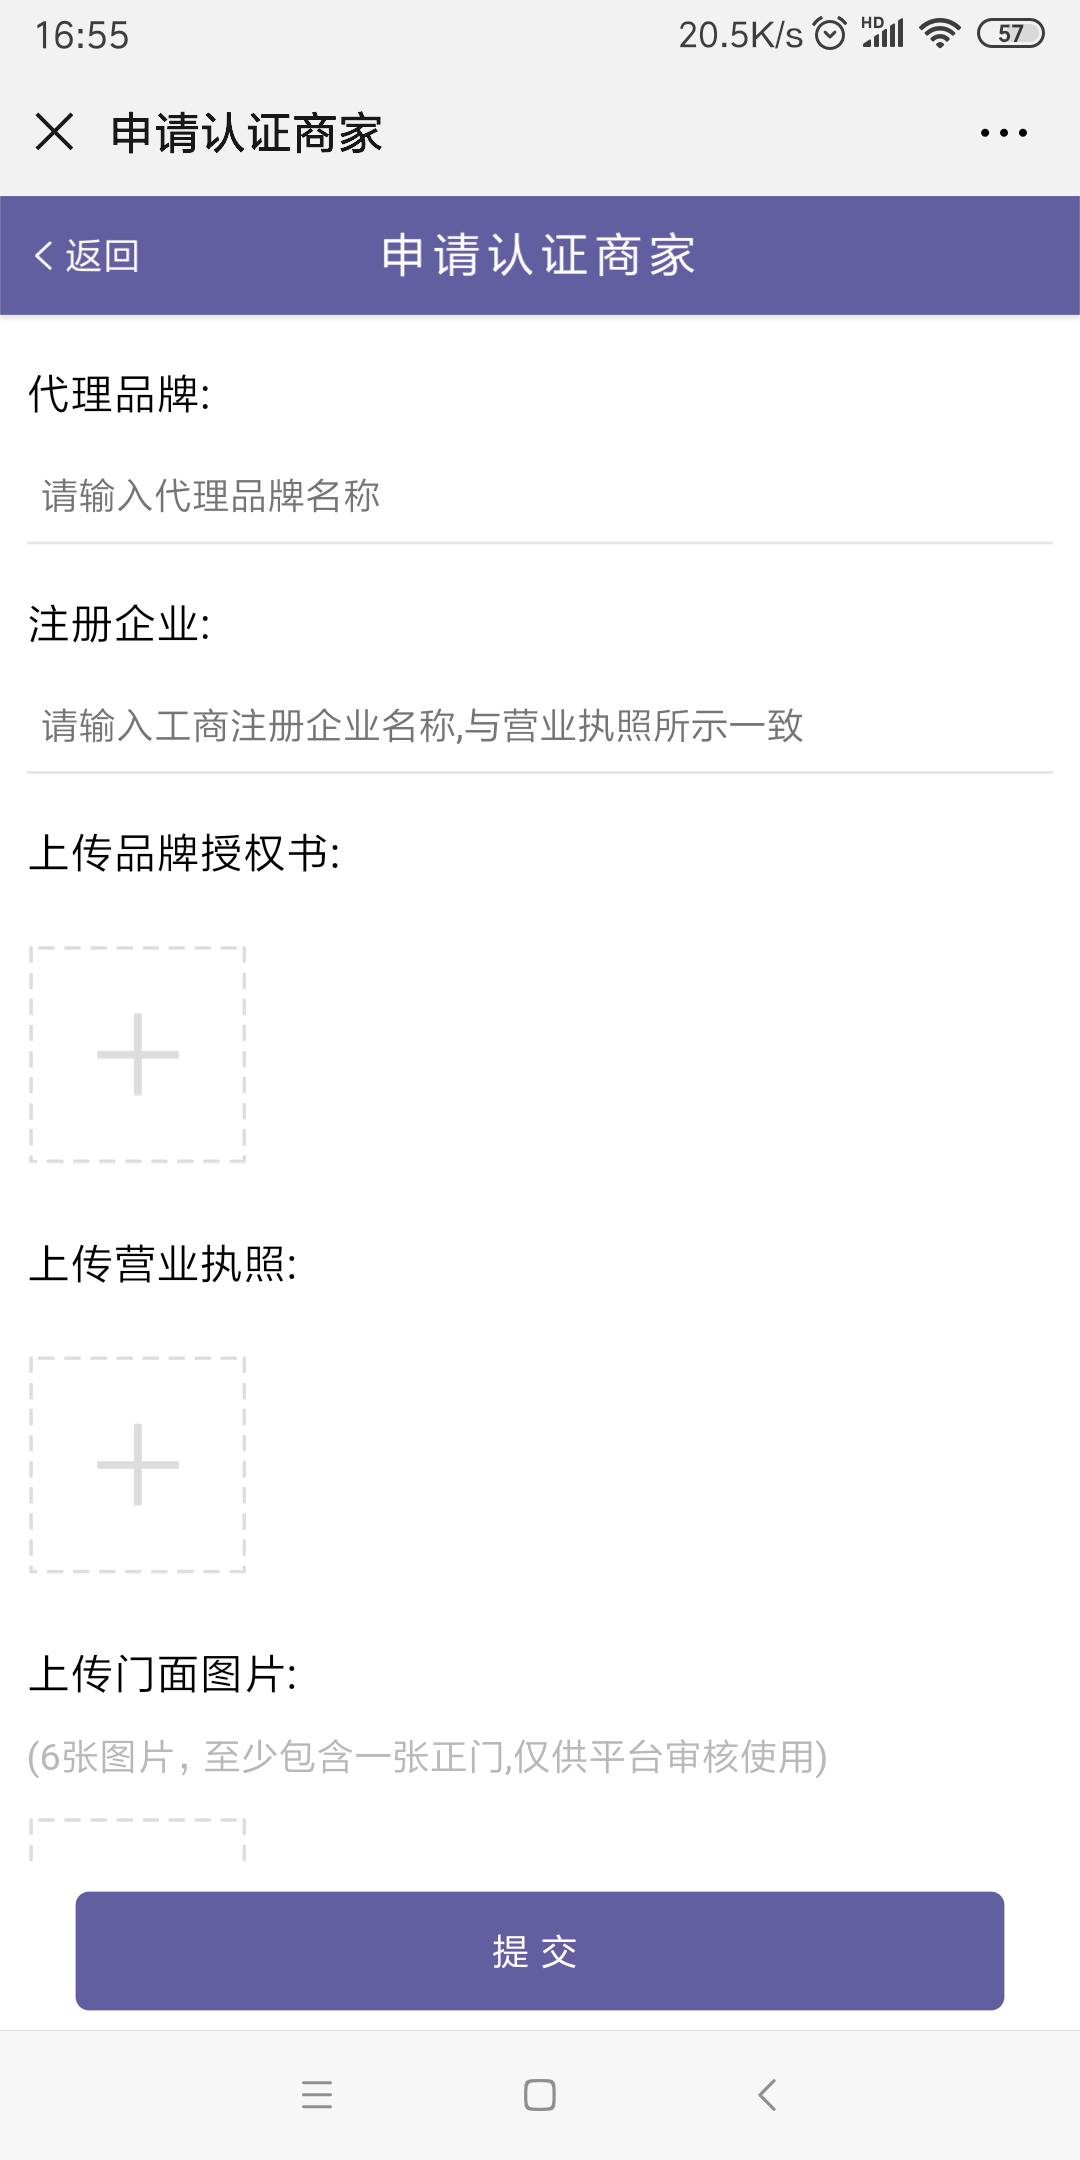 16:55
20.5K/s HD 57
申请认证商家
返回 申请认证商家
代理品牌:
请输入代理品牌名称
注册企业:
请输入工商注册企业名称,与营业执照所示一致
上传品牌授权书:
上传营业执照:
上传门面图片:
(6张图片，至少包含一张正门,仅供平台审核使用)
提交